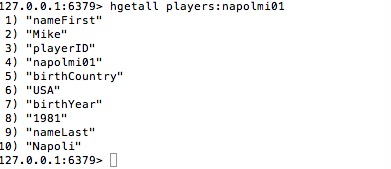 127.0.0.1:6379> hgetall players:napolmi01
 1) "nameFirst"
 2) "Mike"
 3) "playerID"
 4) "napolmi01"
 5) "birthCountry"
 6) "USA"
 7) "birthYear"
 8) "1981"
 9) "nameLast"
10) "Napoli"
127.0.0.1:6379>